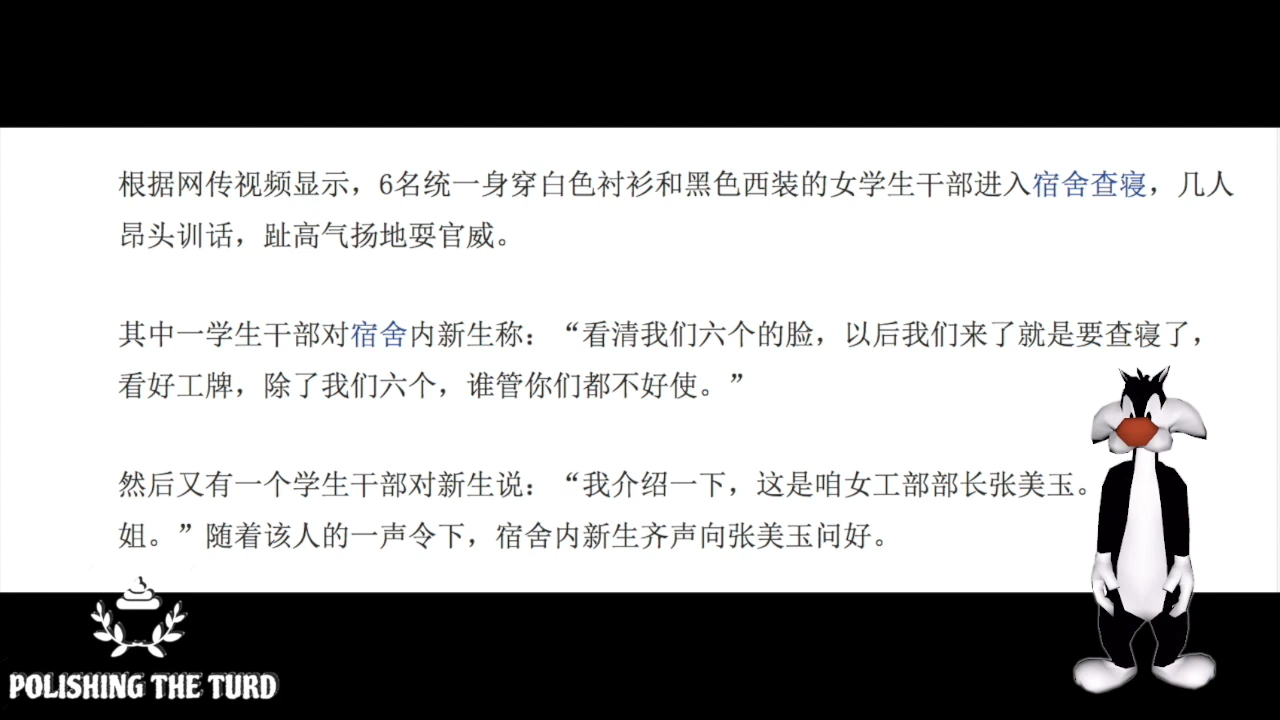 根据网传视频显示，6名统一身穿白色衬衫和黑色西装的女学生干部进入宿舍查寝，几人
昂头训话，趾高气扬地耍官威。
其中一学生干部对宿舍内新生称：“看清我们六个的脸，以后我们来了就是要查寝了，
看好工牌，除了我们六个，谁管你们都不好使。”
然后又有一个学生干部对新生说：“我介绍一下，这是咱女工部部长张美玉。
姐。”随着该人的一声令下，宿舍内新生齐声向张美玉问好。
POLISHING THE TURD